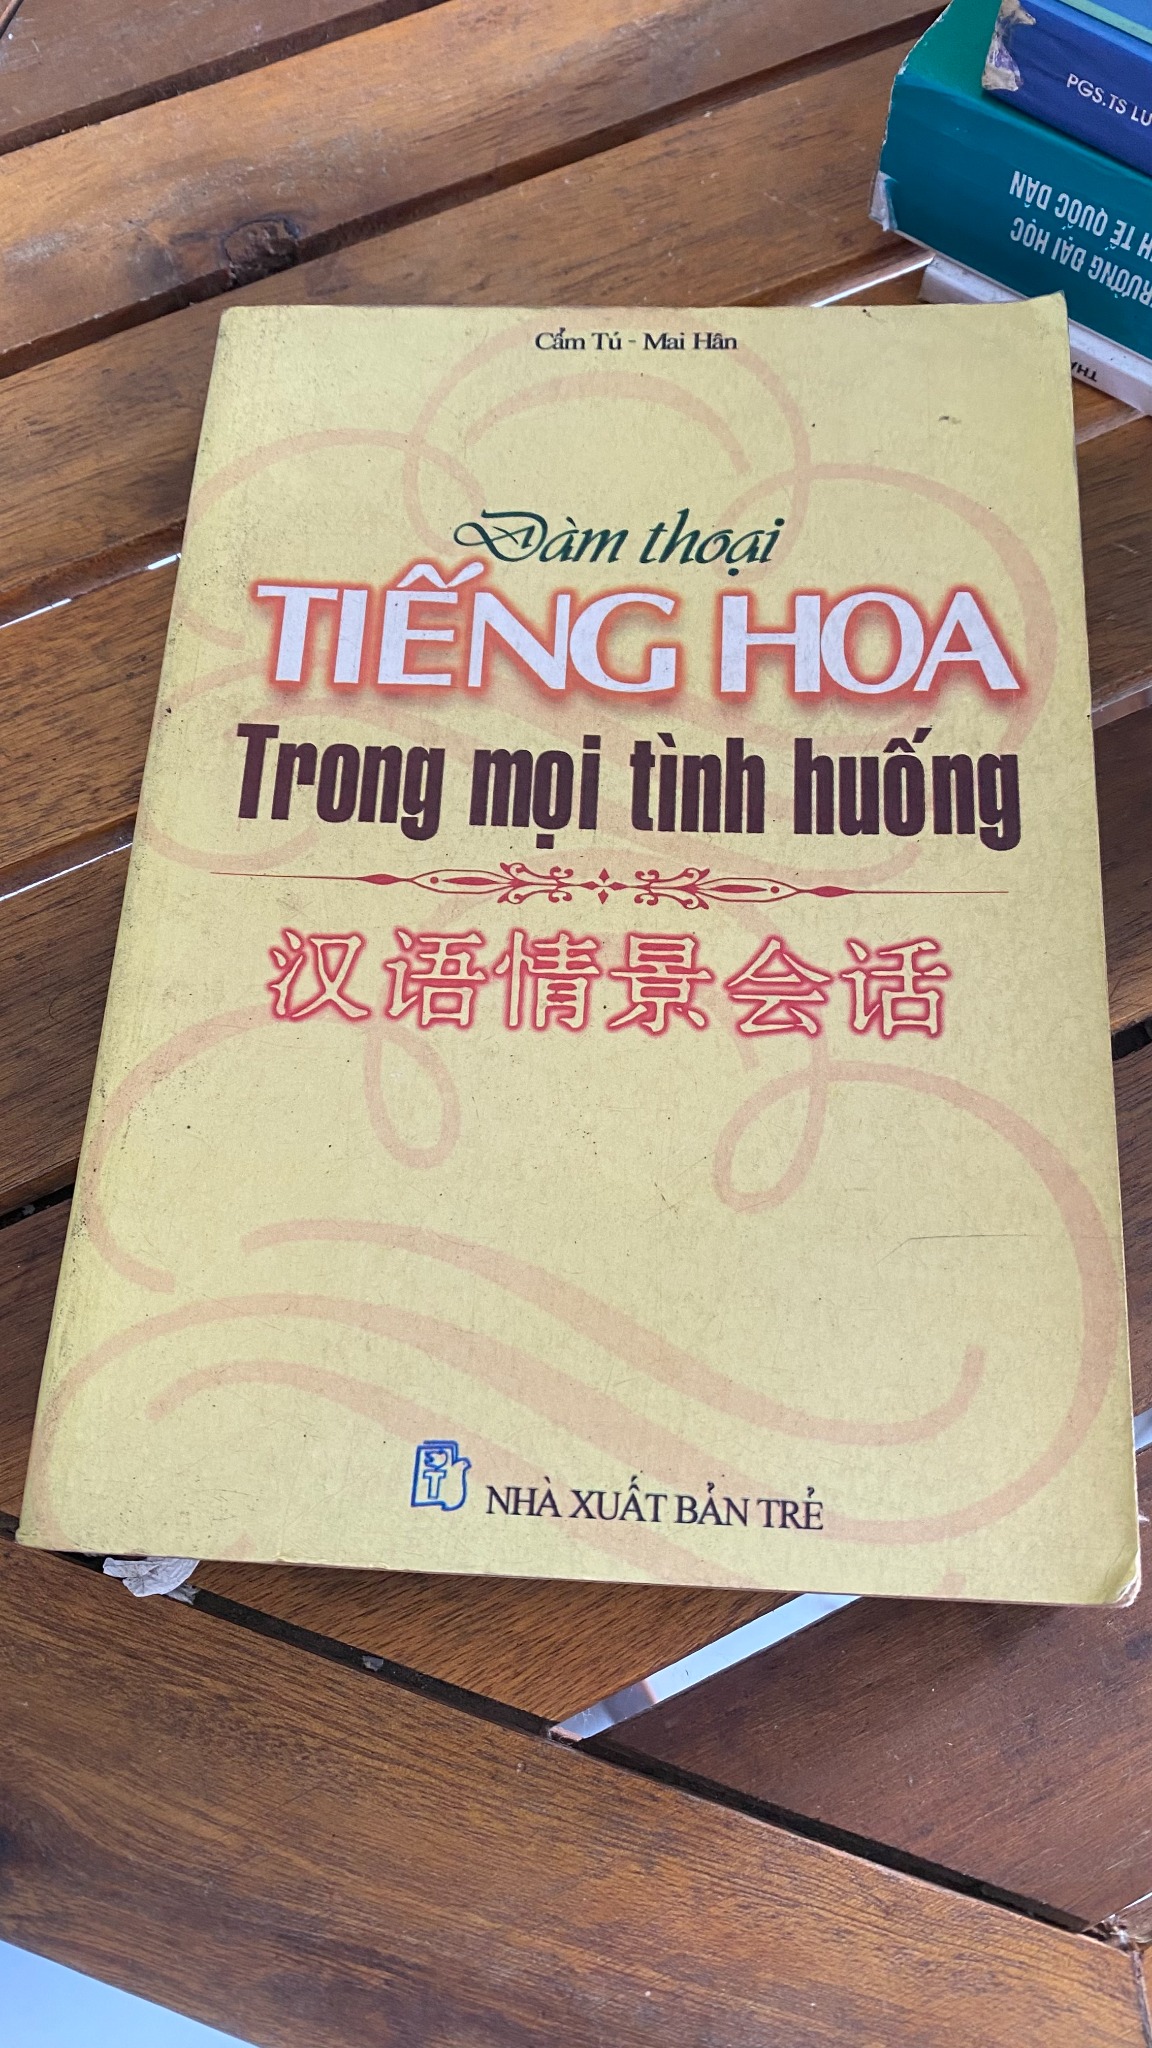 PGS.TS LU
TRƯỜNG ĐẠI HỌC
TẾ QUỐC DÂN
Cẩm Tú - Mai Hân
Đàm thoại
TIẾNG HOA
Trong mọi tình huống
汉语情景会话
T
NHÀ XUẤT BẢN TRẺ